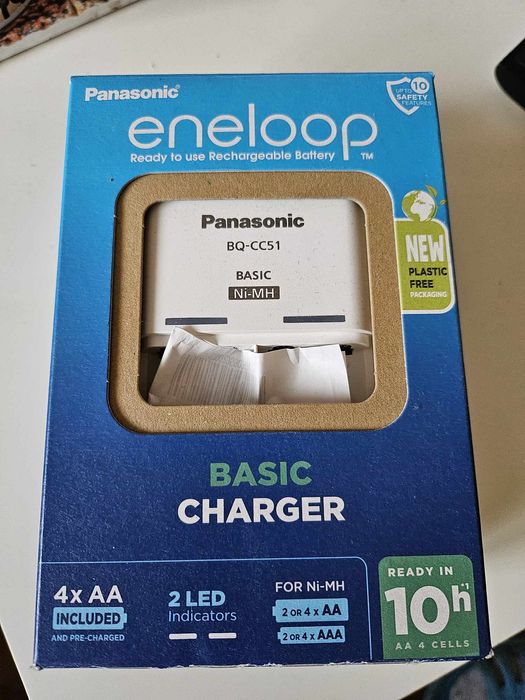 Panasonic
UP TO 10
SAFETY
FEATURES
eneloop
Ready to use Rechargeable Battery ™
Panasonic
BQ-CC51
BASIC
Ni-MH
NEW
PLASTIC
FREE
PACKAGING
BASIC
CHARGER
4 x AA
INCLUDED
AND PRE-CHARGED
2 LED
Indicators
FOR Ni-MH
2 OR 4 x AA
2 OR 4 x AAA
READY IN
10h*1
AA 4 CELLS